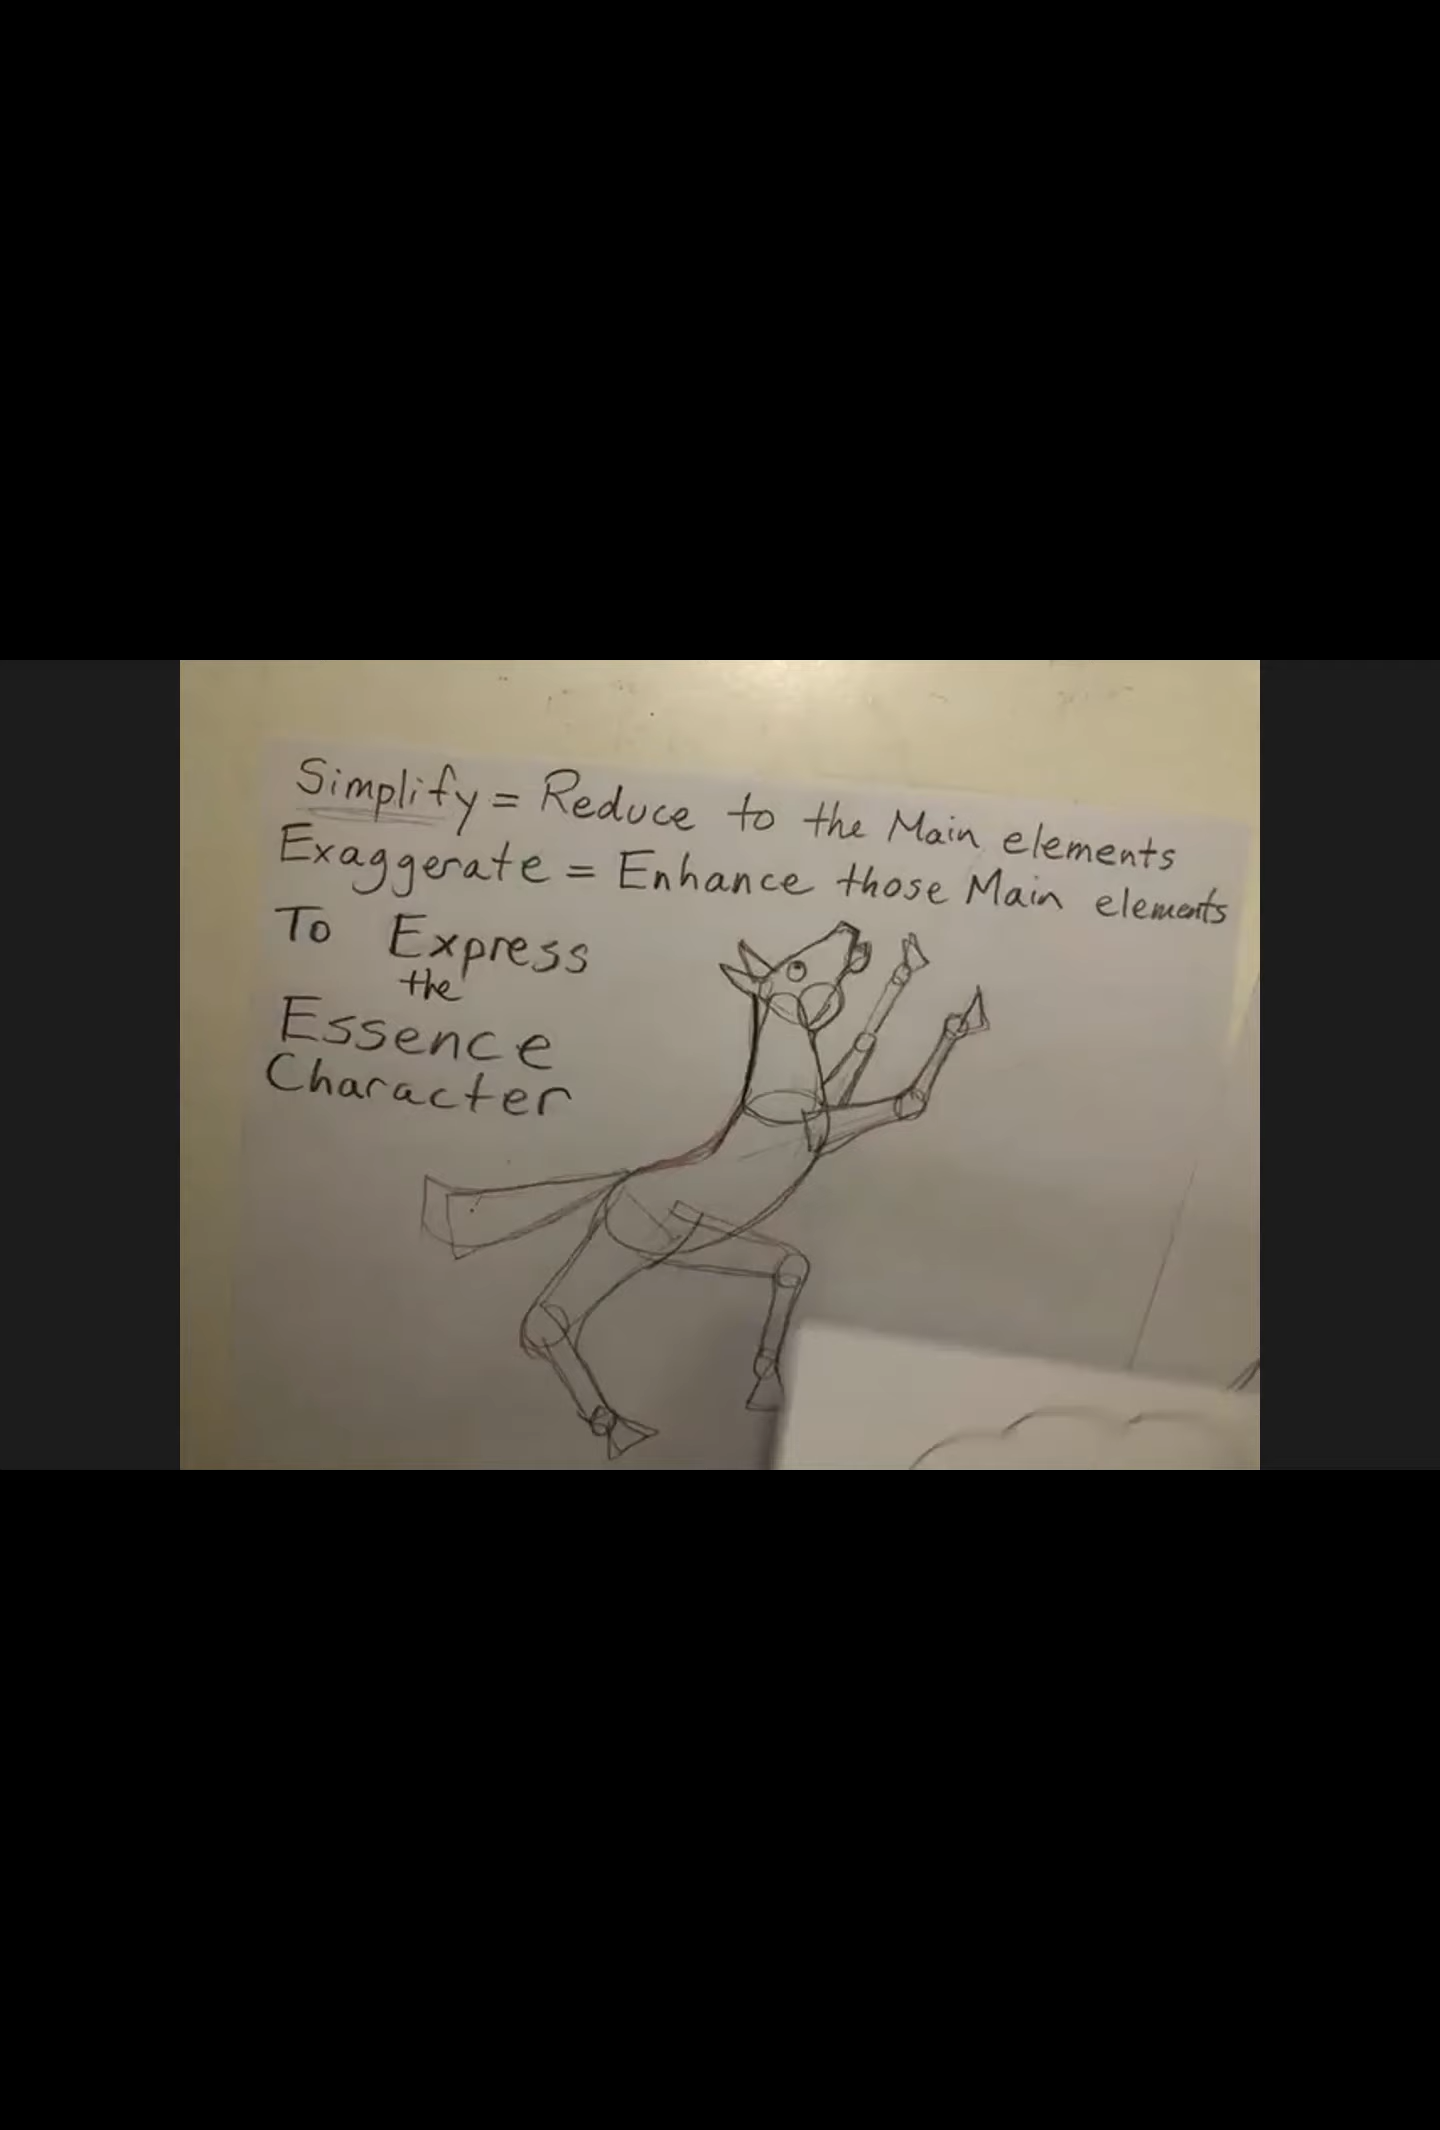 Simplify = Reduce to the Main elements
Exaggerate = Enhance those Main elements
To Express
the
Essence
Character